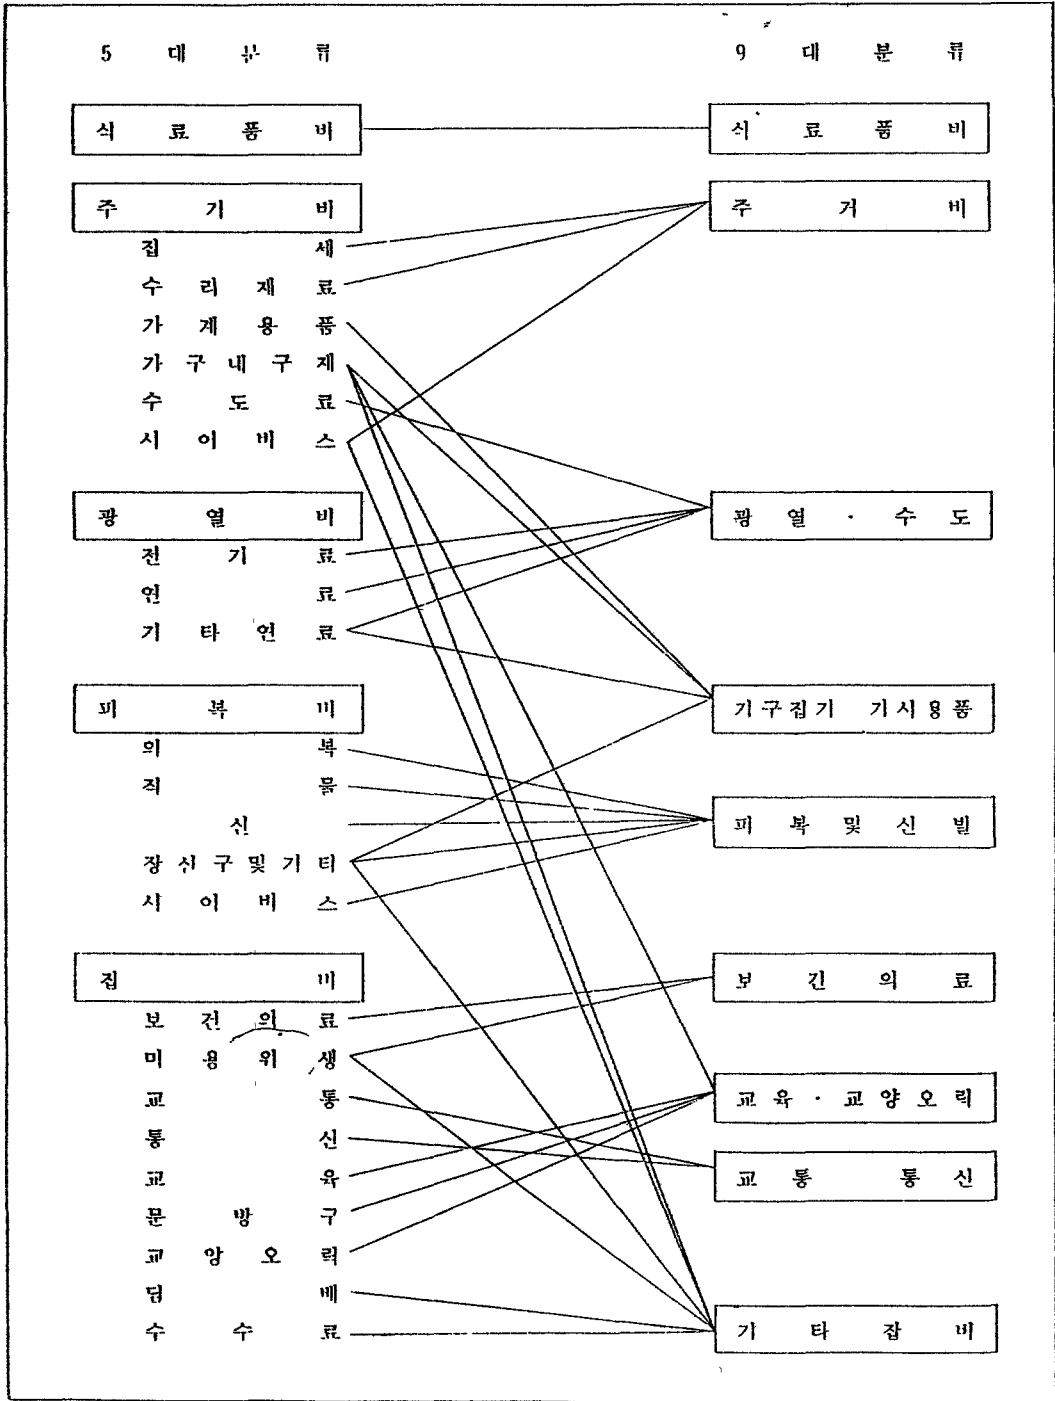 5 대 분 류 9 대 분 류
식 료 품 비 식 료 품 비
주 거 비 주 거 비
집 세
수 리 재 료
가 계 용 품
가 구 내 구 재
수 도 료
서 어 비 스
광 열 비 광 열 · 수 도
전 기 료
연 료
기 타 연 료
피 복 비 가구집기 가사용품
의 복
직 물
신 피 복 및 신 발
장 신 구 및 기 타
서 어 비 스
잡 비 보 건 의 료
보 건 의 료
미 용 위 생
교 통 교 육 · 교 양 오 락
통 신
교 육 교 통 통 신
문 방 구
교 양 오 락
담 배
수 수 료 기 타 잡 비